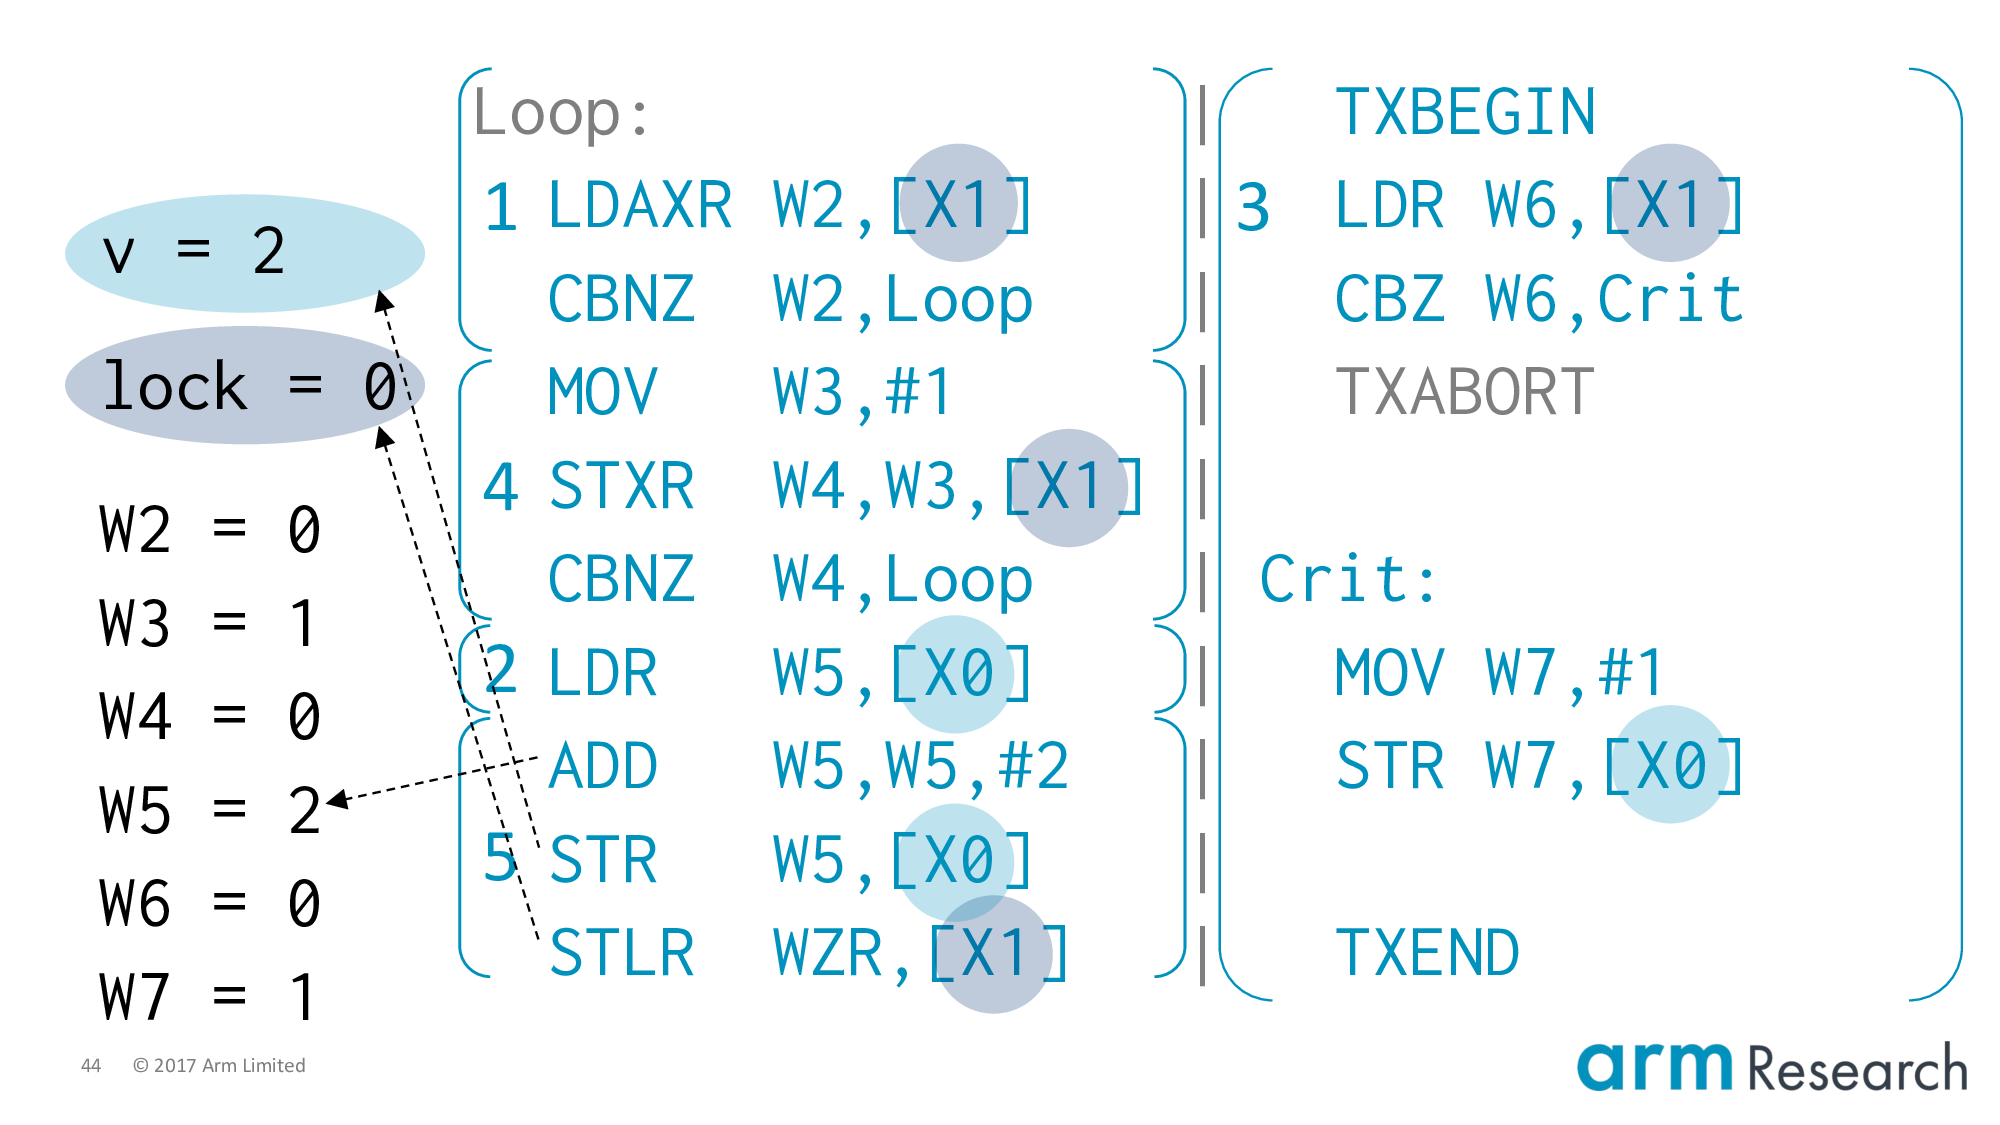 v = 2
lock = 0
W2 = 0
W3 = 1
W4 = 0
W5 = 2
W6 = 0
W7 = 1
Loop:
1 LDAXR W2,[X1]
CBNZ W2,Loop
MOV W3,#1
4 STXR W4,W3,[X1]
CBNZ W4,Loop
2 LDR W5,[X0]
ADD W5,W5,#2
5 STR W5,[X0]
STLR WZR,[X1]
| TXBEGIN
| 3 LDR W6,[X1]
| CBZ W6,Crit
| TXABORT
|
| Crit:
| MOV W7,#1
| STR W7,[X0]
|
| TXEND
44 © 2017 Arm Limited
arm Research